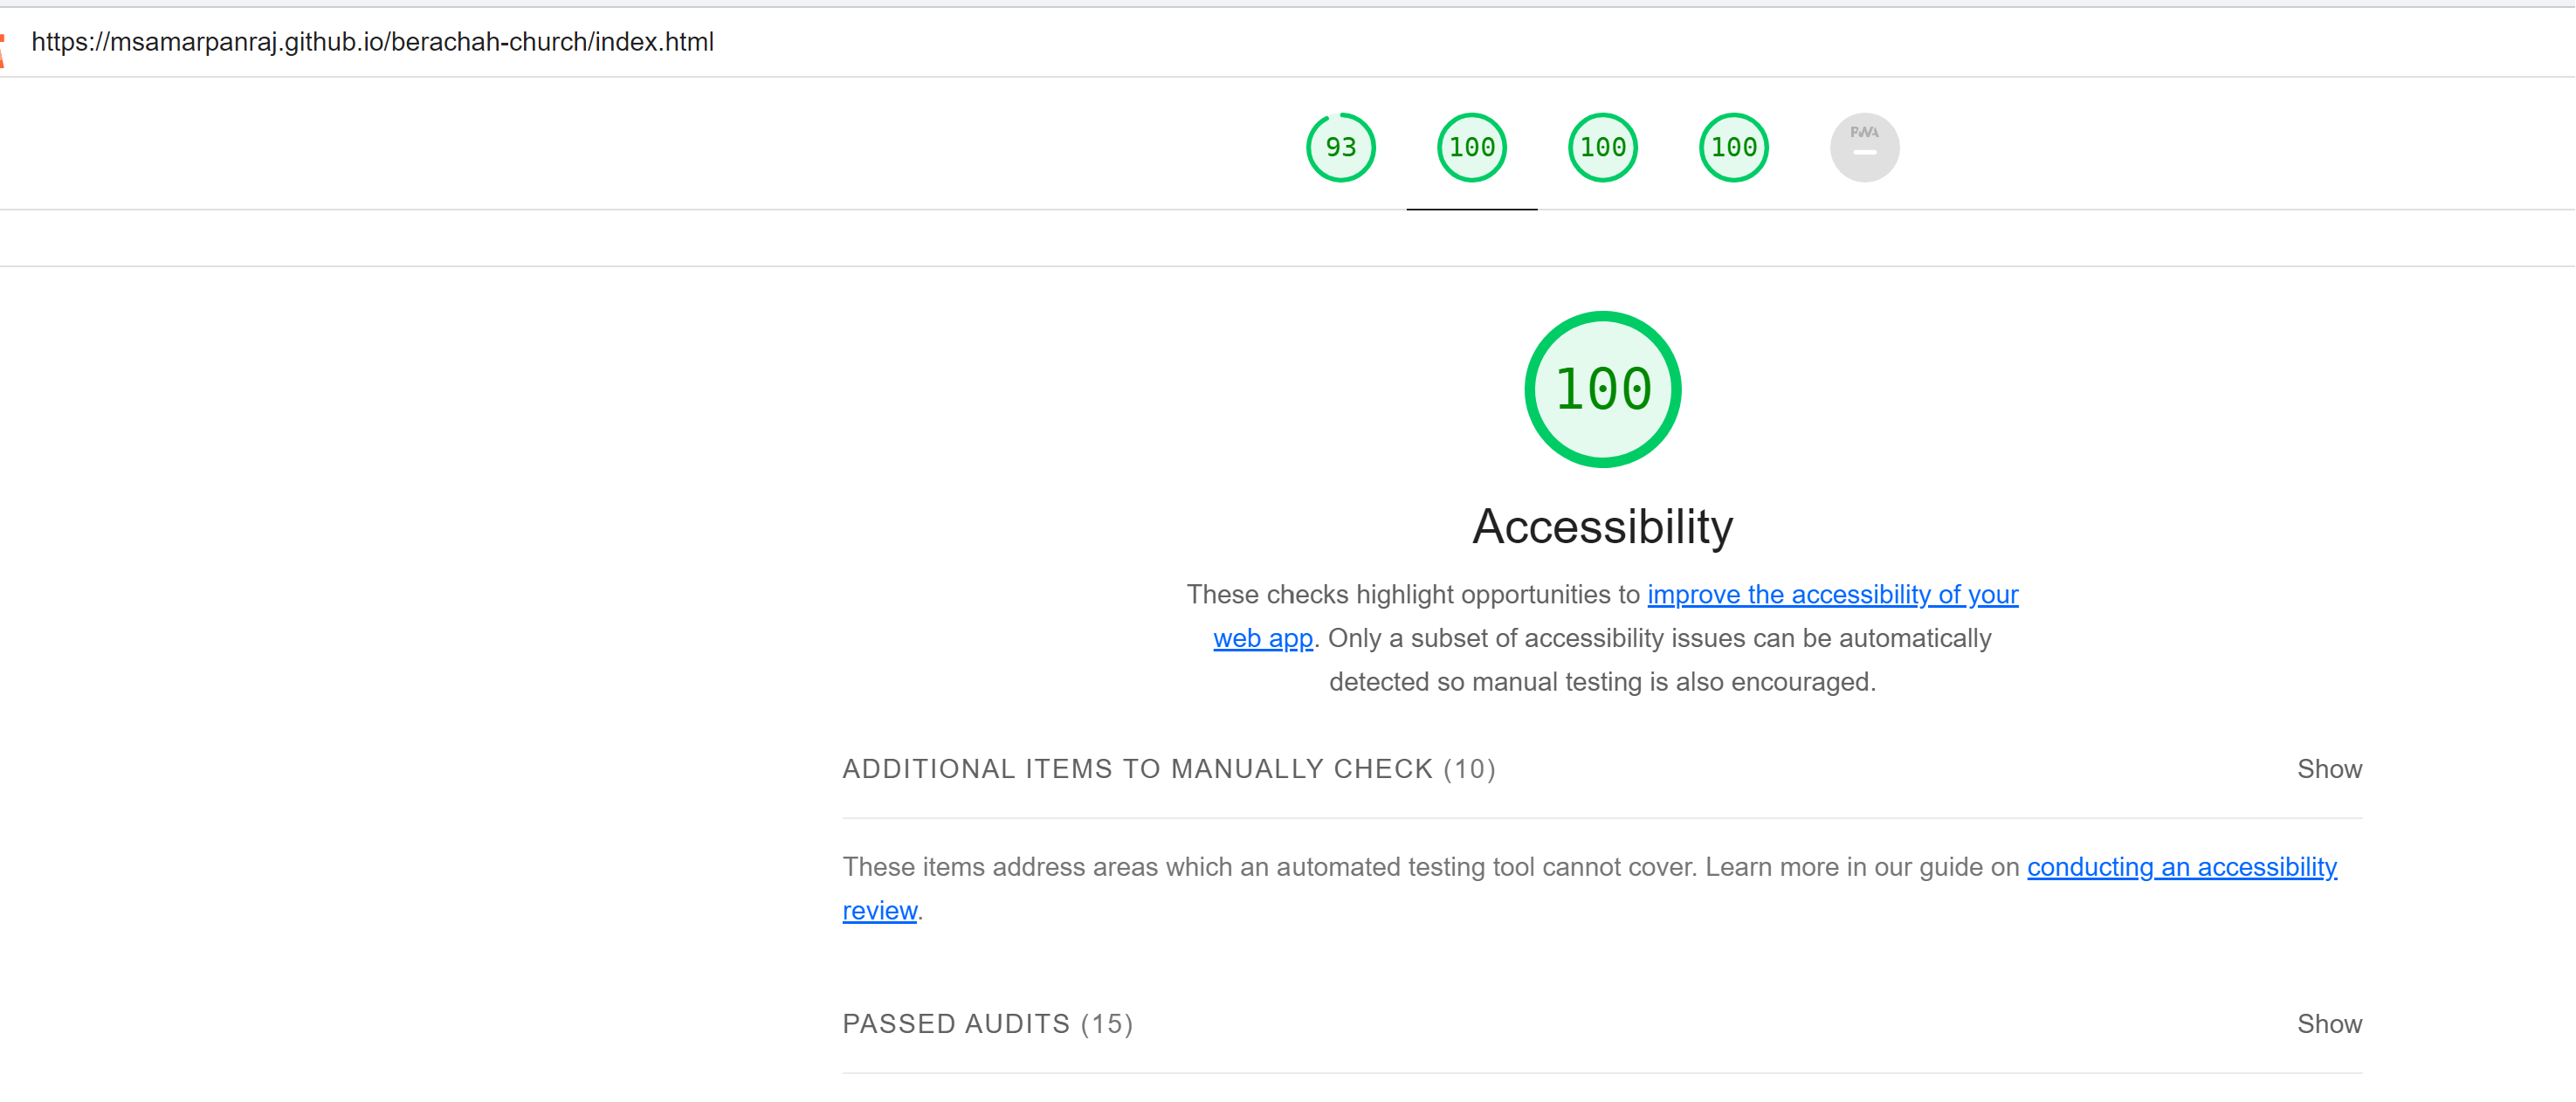 https://msamarpanraj.github.io/berachah-church/index.html
93 100 100 100 PWA
100
Accessibility
These checks highlight opportunities to improve the accessibility of your
web app. Only a subset of accessibility issues can be automatically
detected so manual testing is also encouraged.
ADDITIONAL ITEMS TO MANUALLY CHECK (10) Show
These items address areas which an automated testing tool cannot cover. Learn more in our guide on conducting an accessibility
review.
PASSED AUDITS (15) Show